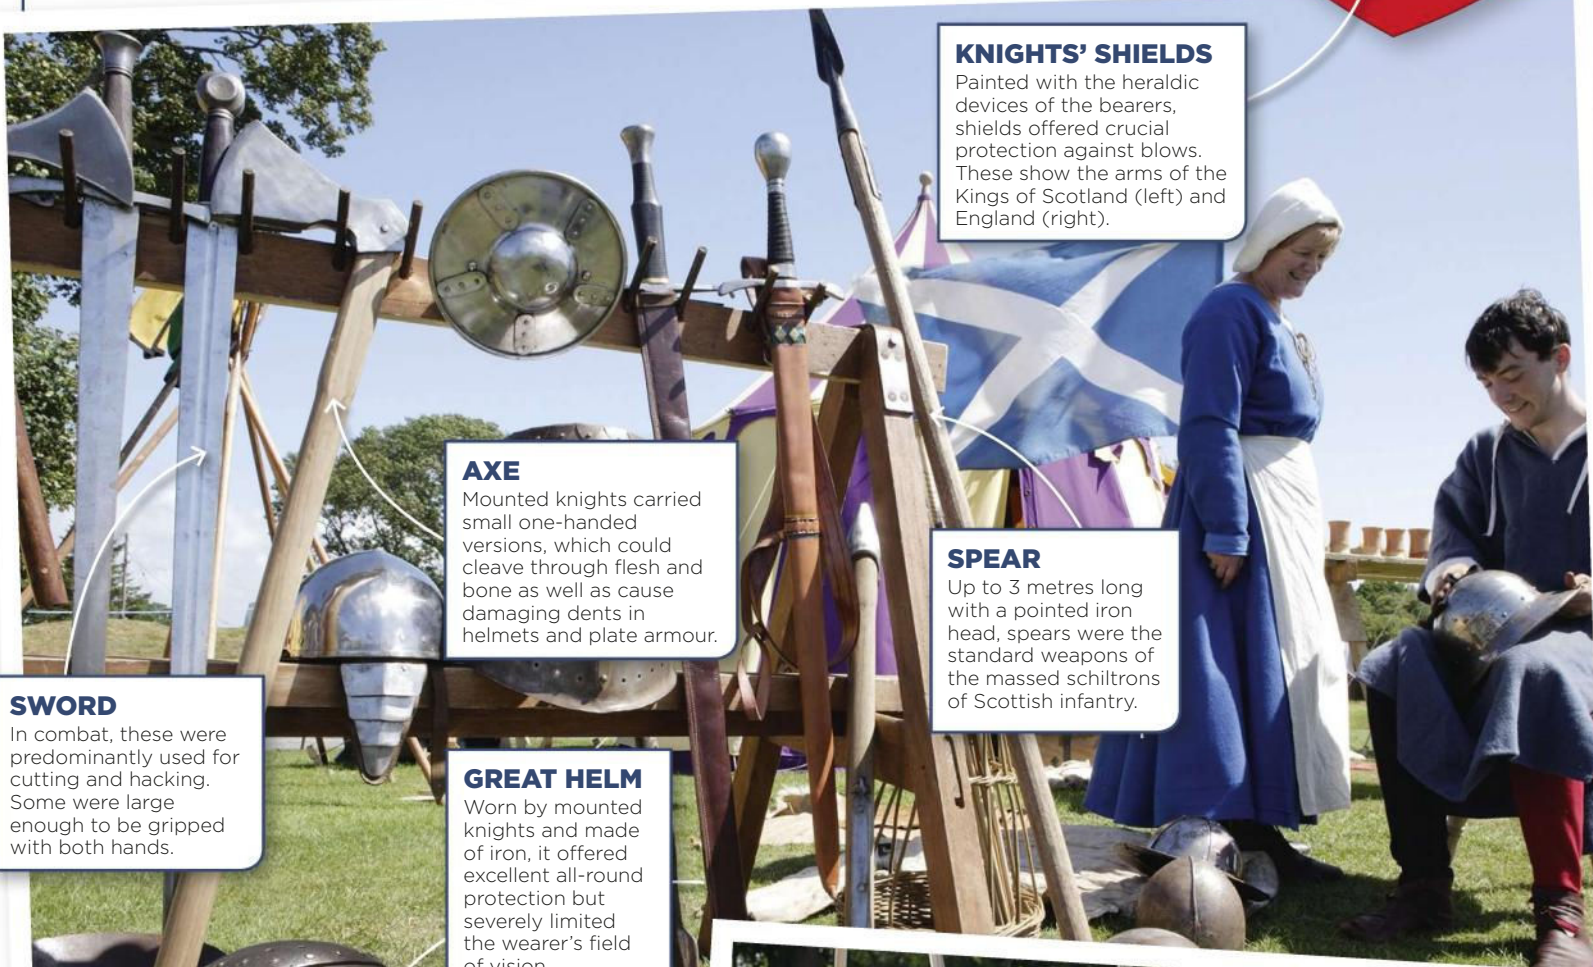 KNIGHTS’ SHIELDS
Painted with the heraldic
devices of the bearers,
shields offered crucial
protection against blows.
These show the arms of the
Kings of Scotland (left) and
England (right).
AXE
Mounted knights carried
small one-handed
versions, which could
cleave through flesh and
bone as well as cause
damaging dents in
helmets and plate armour.
SPEAR
Up to 3 metres long
with a pointed iron
head, spears were the
standard weapons of
the massed schiltrons
of Scottish infantry.
SWORD
In combat, these were
predominantly used for
cutting and hacking.
Some were large
enough to be gripped
with both hands.
GREAT HELM
Worn by mounted
knights and made
of iron, it offered
excellent all-round
protection but
severely limited
the wearer’s field
of vision